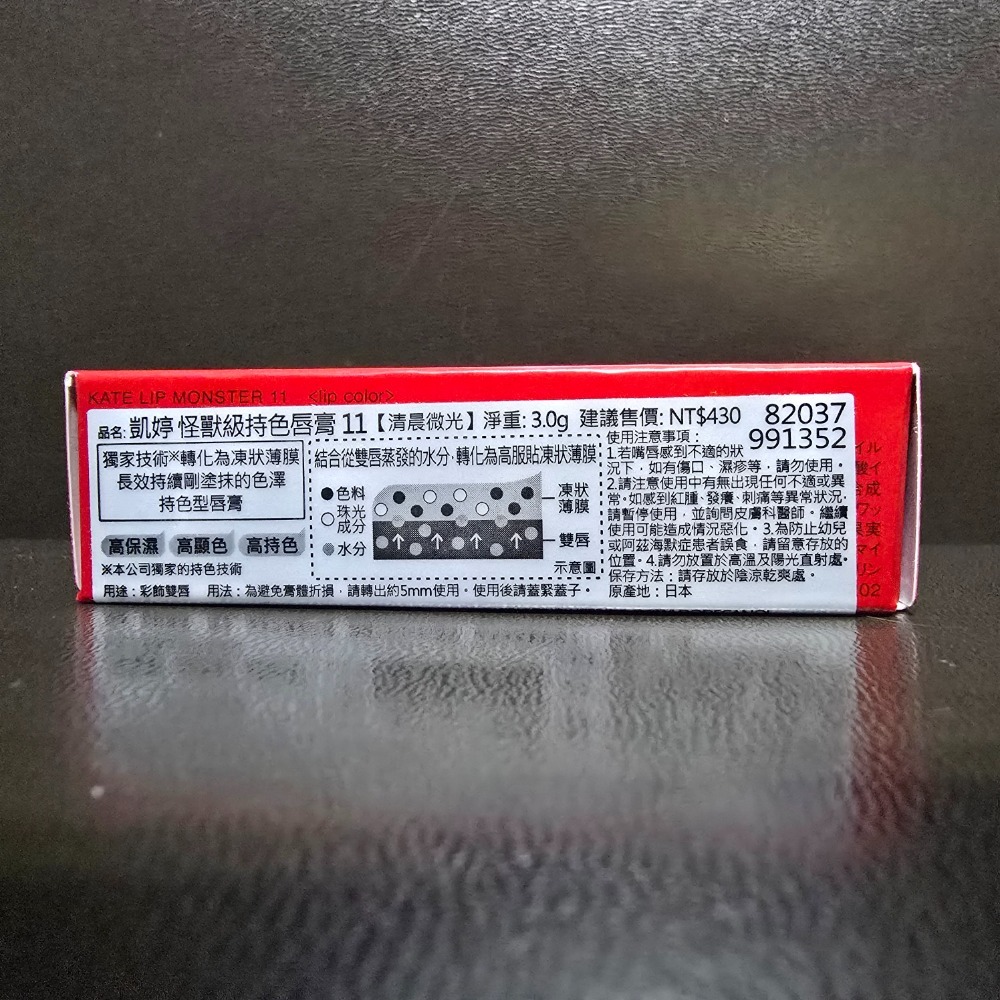 KATE LIP MONSTER 11 <lip color>
品名: 凱婷 怪獸級持色唇膏 11【清晨微光】淨重: 3.0g 建議售價: NT$430 82037
991352
獨家技術※轉化為凍狀薄膜
長效持續剛塗抹的色澤
持色型唇膏
高保濕 高顯色 高持色
※本公司獨家的持色技術
結合從雙唇蒸發的水分,轉化為高服貼凍狀薄膜
色料
珠光
成分
水分
凍狀
薄膜
雙唇
示意圖
用途：彩飾雙唇 用法：為避免膏體折損，請轉出約5mm使用。使用後請蓋緊蓋子。
使用注意事項：
1.若嘴唇感到不適的狀
況下，如有傷口、濕疹等，請勿使用。
2.請注意使用中有無出現任何不適或異
常。如感到紅腫、發癢、刺痛等異常狀況，
請暫停使用，並詢問皮膚科醫師。繼續
使用可能造成情況惡化。3.為防止幼兒
或阿茲海默症患者誤食，請留意存放的
位置。4.請勿放置於高溫及陽光直射處。
保存方法：請存放於陰涼乾爽處。
原產地：日本
イル
酸イ
合成
ワッ
果実
マイ
リン
02